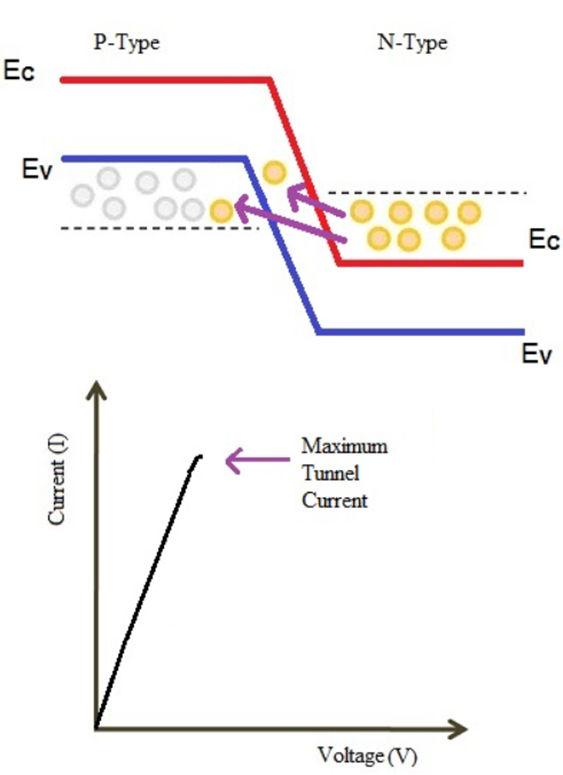 P-Type
N-Type
Ec
Ev
Ec
Ev
Maximum
Tunnel
Current
Current (I)
Voltage (V)